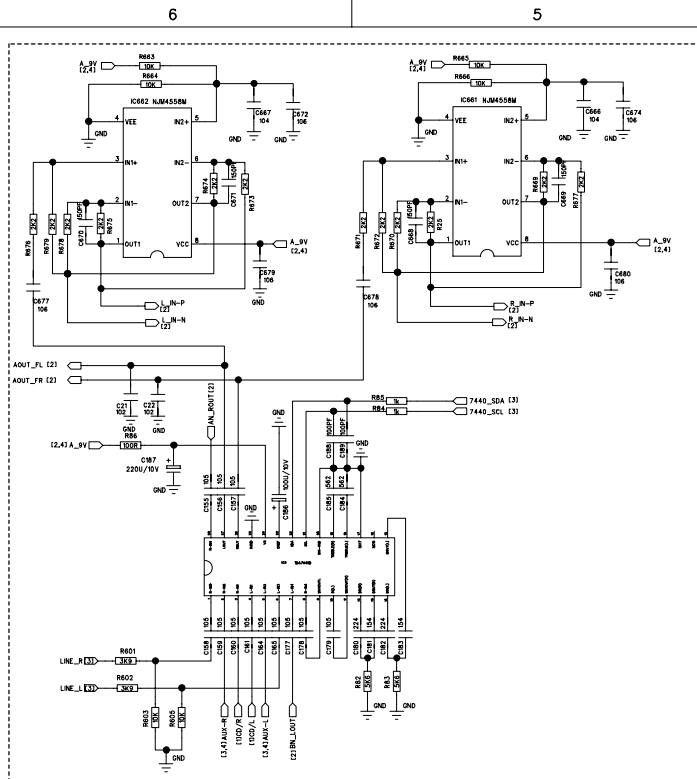 6
5
A_9V
[2,4]
R663
10K
R664
10K
IC662 NJM4558M
4 VEE IN2+ 5
3 IN1+ IN2- 6
2 IN1- OUT2 7
1 OUT1 VCC 8
GND
C667
104
C672
106
GND
R674
2K2
C671
150PF
R673
2K2
R676
2K2
R679
2K2
R678
2K2
C670
150PF
R675
2K2
A_9V
[2,4]
C679
106
GND
C677
106
L_IN-P
[2]
L_IN-N
[2]
A_9V
[2,4]
R665
10K
R666
10K
IC661 NJM4558M
4 VEE IN2+ 5
3 IN1+ IN2- 6
2 IN1- OUT2 7
1 OUT1 VCC 8
GND
C666
104
C674
106
GND
R669
2K2
C669
150PF
R677
2K2
R671
2K2
R672
2K2
R670
2K2
C668
150PF
R25
2K2
A_9V
[2,4]
C680
106
GND
C678
106
R_IN-P
[2]
R_IN-N
[2]
AOUT_FL [2]
AOUT_FR [2]
C21
102
C22
102
GND
GND
AN_ROUT[2]
R85
1k
7440_SDA [3]
R84
1k
7440_SCL [3]
[2,4] A_9V
R86
100R
C187
220U/10V
GND
GND
100U/10V
C186
GND
100PF
C188
100PF
C189
GND
105
C155
105
C156
105
C157
562
C185
562
C184
105
C158
105
C159
105
C160
105
C161
105
C164
105
C165
105
C177
105
C178
105
C179
224
C180
154
C181
224
C182
154
C183
LINE_R[3]
R601
3K9
LINE_L[3]
R602
3K9
R603
10K
R605
10K
GND
[3,4]AUX-R
[1]CD/R
[1]CD/L
[3,4]AUX-L
[2]BN_LOUT
R82
5K6
R83
5K6
GND
GND